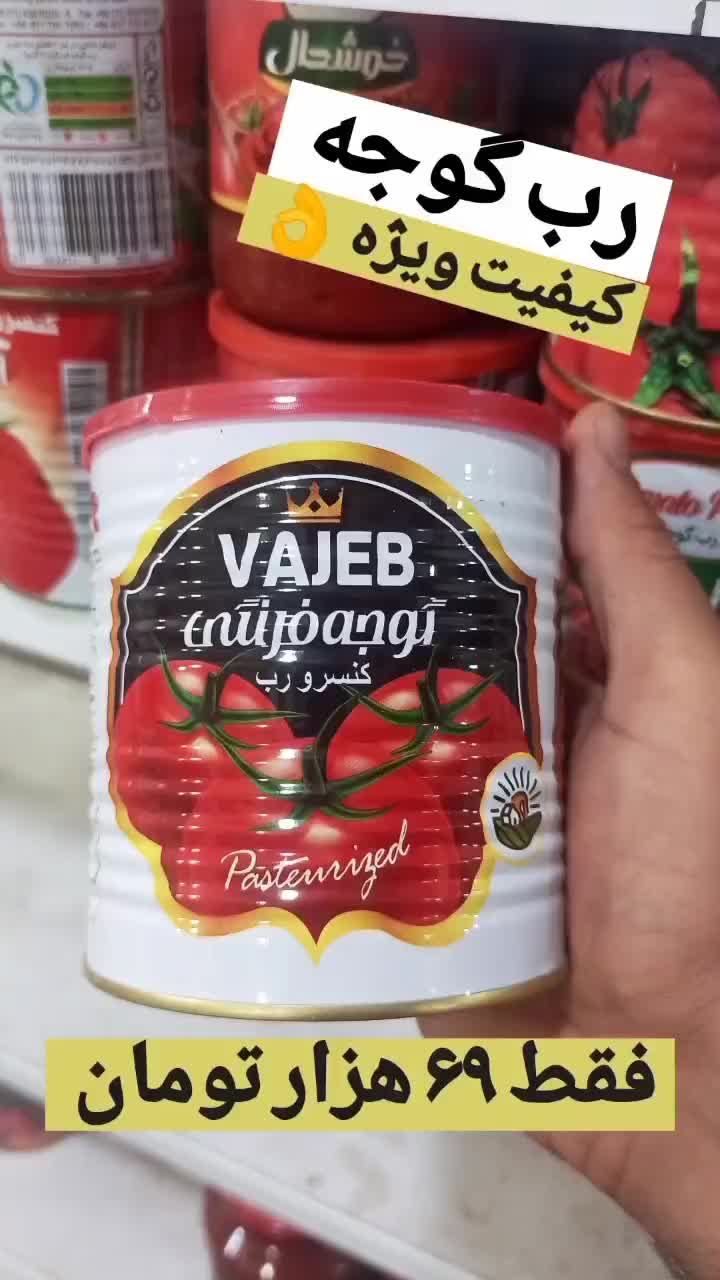 خوشحال
رب گوجه
کیفیت ویژه 👌
VAJEB
گوجه فرنگی
کنسرو رب
Pasteurized
فقط ۶۹ هزار تومان